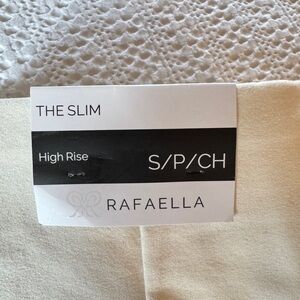 THE SLIM
High Rise S/P/CH
RAFAELLA